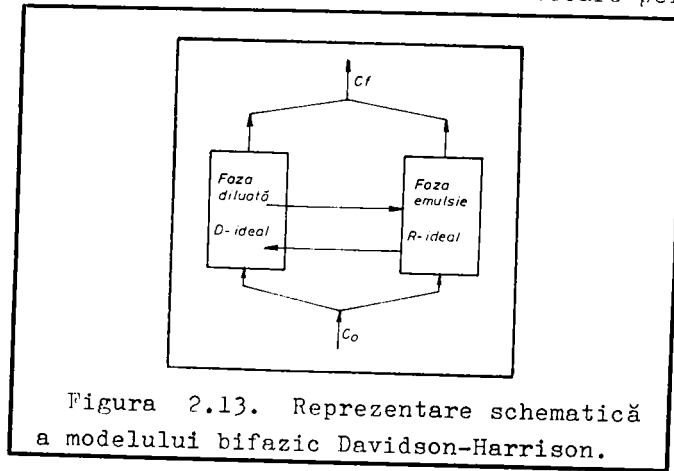 Cf
Faza
diluată
D-ideal
Faza
emulsie
R-ideal
Co
Figura 2.13. Reprezentare schematică
a modelului bifazic Davidson-Harrison.